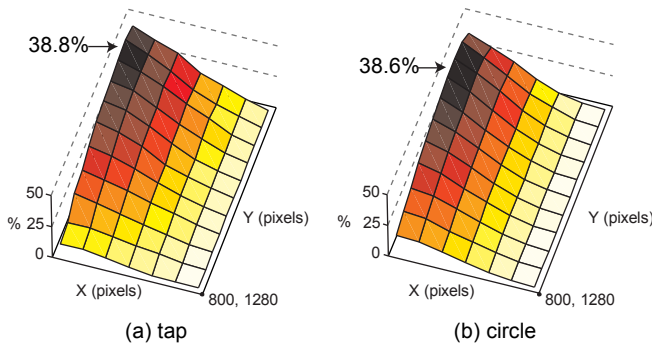 38.8%
50
%
25
0
X (pixels)
Y (pixels)
800, 1280
(a) tap
38.6%
50
%
25
0
X (pixels)
Y (pixels)
800, 1280
(b) circle